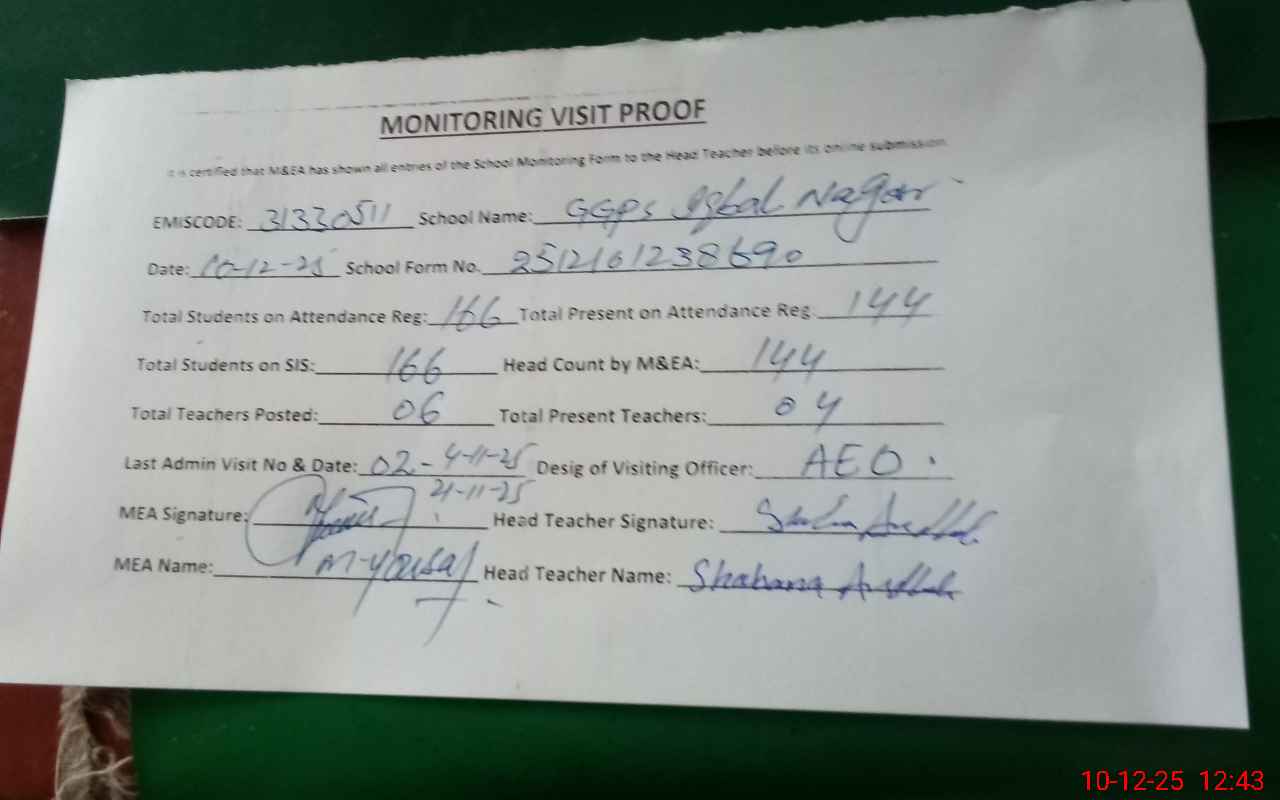 MONITORING VISIT PROOF
It is certified that M&EA has shown all entries of the School Monitoring Form to the Head Teacher before its online submission.
EMISCODE: 31330511 School Name: GGPS Iqbal Nagar
Date: 10-12-25 School Form No. 2512161238690
Total Students on Attendance Reg: 166 Total Present on Attendance Reg: 144
Total Students on SIS: 166 Head Count by M&EA: 144
Total Teachers Posted: 06 Total Present Teachers: 04
Last Admin Visit No & Date: 02 - 4-11-25 Desig of Visiting Officer: AEO.
21-11-25
MEA Signature: Head Teacher Signature:
MEA Name: M-Yousaf Head Teacher Name: Shahana
10-12-25 12:43